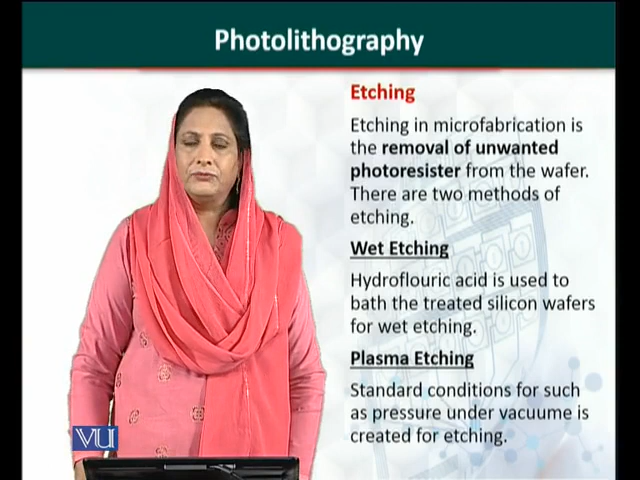 Photolithography
Etching
Etching in microfabrication is
the removal of unwanted
photoresister from the wafer.
There are two methods of
etching.
Wet Etching
Hydroflouric acid is used to
bath the treated silicon wafers
for wet etching.
Plasma Etching
Standard conditions for such
as pressure under vacuume is
created for etching.
VU